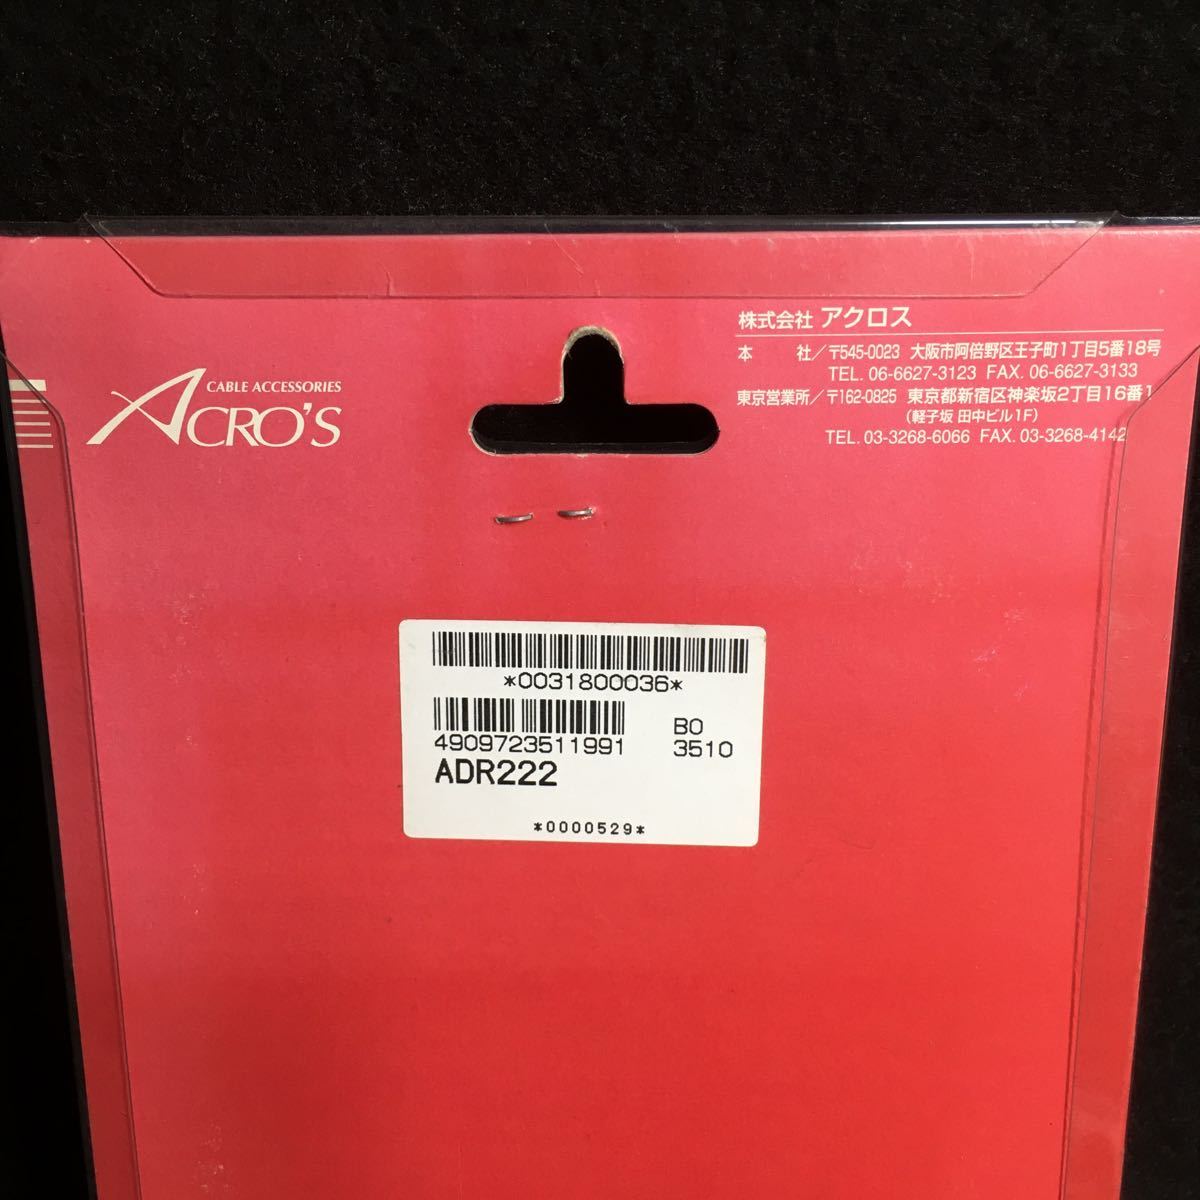 CABLE ACCESSORIES
ACRO'S
株式会社 アクロス
本　　社／〒545-0023 大阪市阿倍野区王子町1丁目5番18号
TEL. 06-6627-3123 FAX. 06-6627-3133
東京営業所／〒162-0825 東京都新宿区神楽坂2丁目16番1
(軽子坂 田中ビル1F)
TEL. 03-3268-6066 FAX. 03-3268-4142
*0031800036*
4909723511991
BO
3510
ADR222
*0000529*